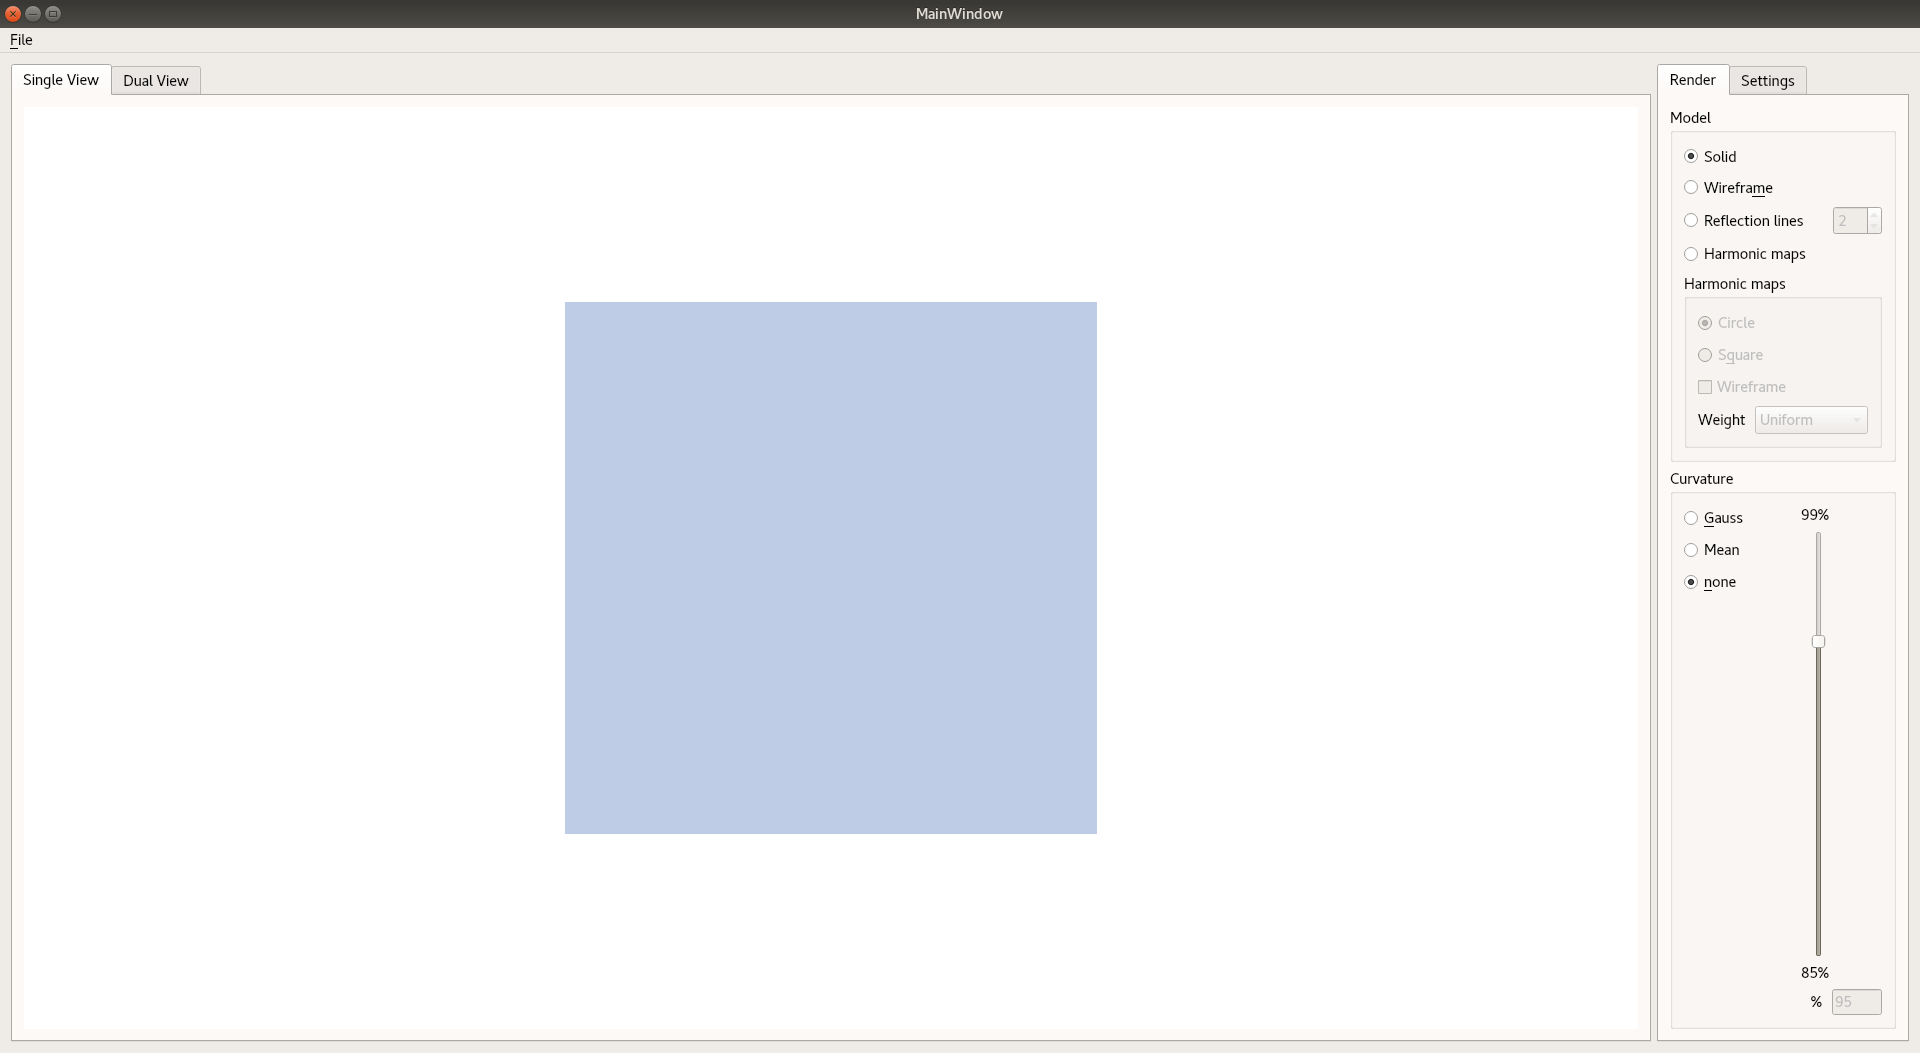 MainWindow
File
Single View
Dual View
Render
Settings
Model
Solid
Wireframe
Reflection lines
2
Harmonic maps
Harmonic maps
Circle
Square
Wireframe
Weight
Uniform
Curvature
Gauss
99%
Mean
none
85%
%
95